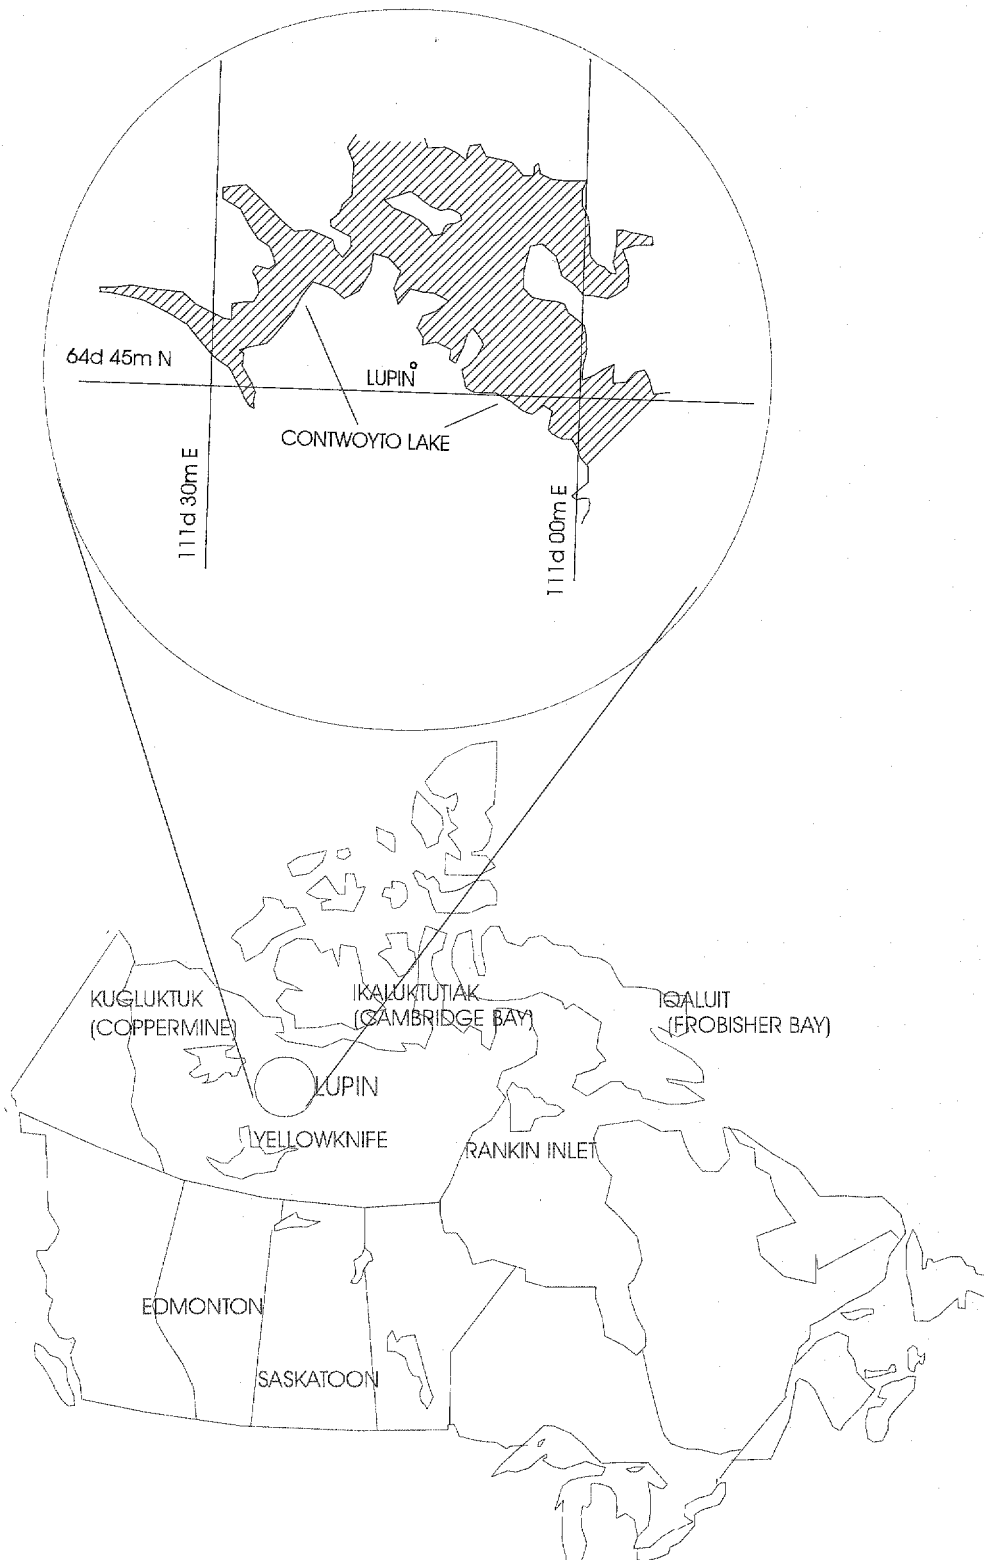 64d 45m N
LUPIN
CONTWOYTO LAKE
111d 30m E
111d 00m E
KUGLUKTUK
(COPPERMINE)
IKALUKTUTIAK
(CAMBRIDGE BAY)
IQALUIT
(FROBISHER BAY)
LUPIN
YELLOWKNIFE
RANKIN INLET
EDMONTON
SASKATOON